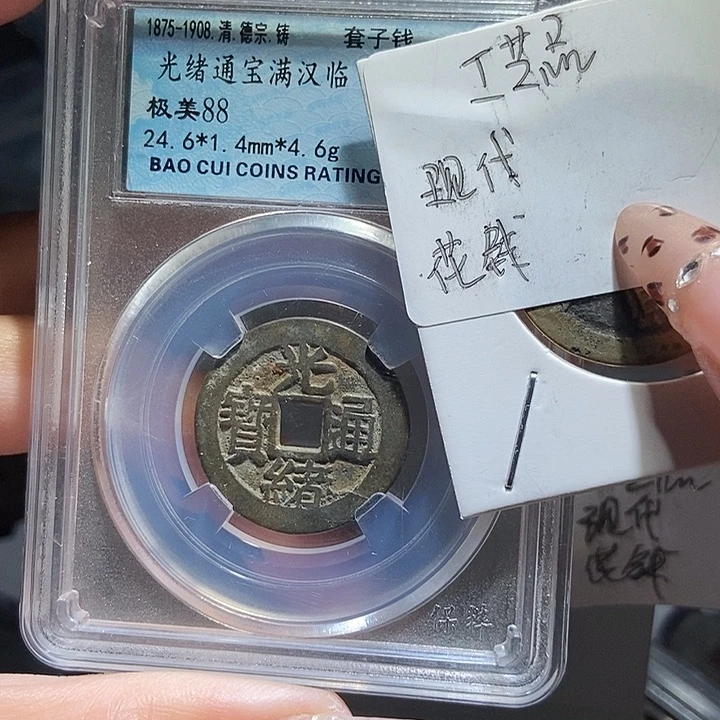 1875-1908.清.德宗.铸 套子钱
光绪通宝满汉临
极美88
24.6*1.4mm*4.6g
BAO CUI COINS RATING
光
寶 通
緒
工艺品
现代
花钱
保粹
现代
花钱